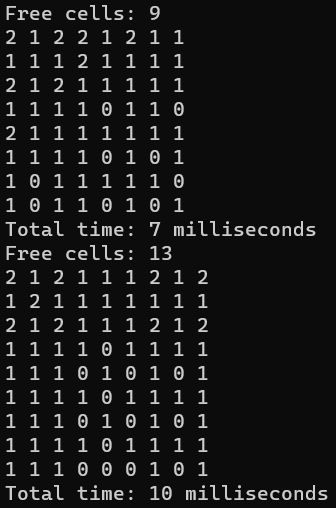 Free cells: 9
2 1 2 2 1 2 1 1
1 1 1 2 1 1 1 1
2 1 2 1 1 1 1 1
1 1 1 1 0 1 1 0
2 1 1 1 1 1 1 1
1 1 1 1 0 1 0 1
1 0 1 1 1 1 1 0
1 0 1 1 0 1 0 1
Total time: 7 milliseconds
Free cells: 13
2 1 2 1 1 1 2 1 2
1 2 1 1 1 1 1 1 1
2 1 2 1 1 1 2 1 2
1 1 1 1 0 1 1 1 1
1 1 1 0 1 0 1 0 1
1 1 1 1 0 1 1 1 1
1 1 1 0 1 0 1 0 1
1 1 1 1 0 1 1 1 1
1 1 1 0 0 0 1 0 1
Total time: 10 milliseconds